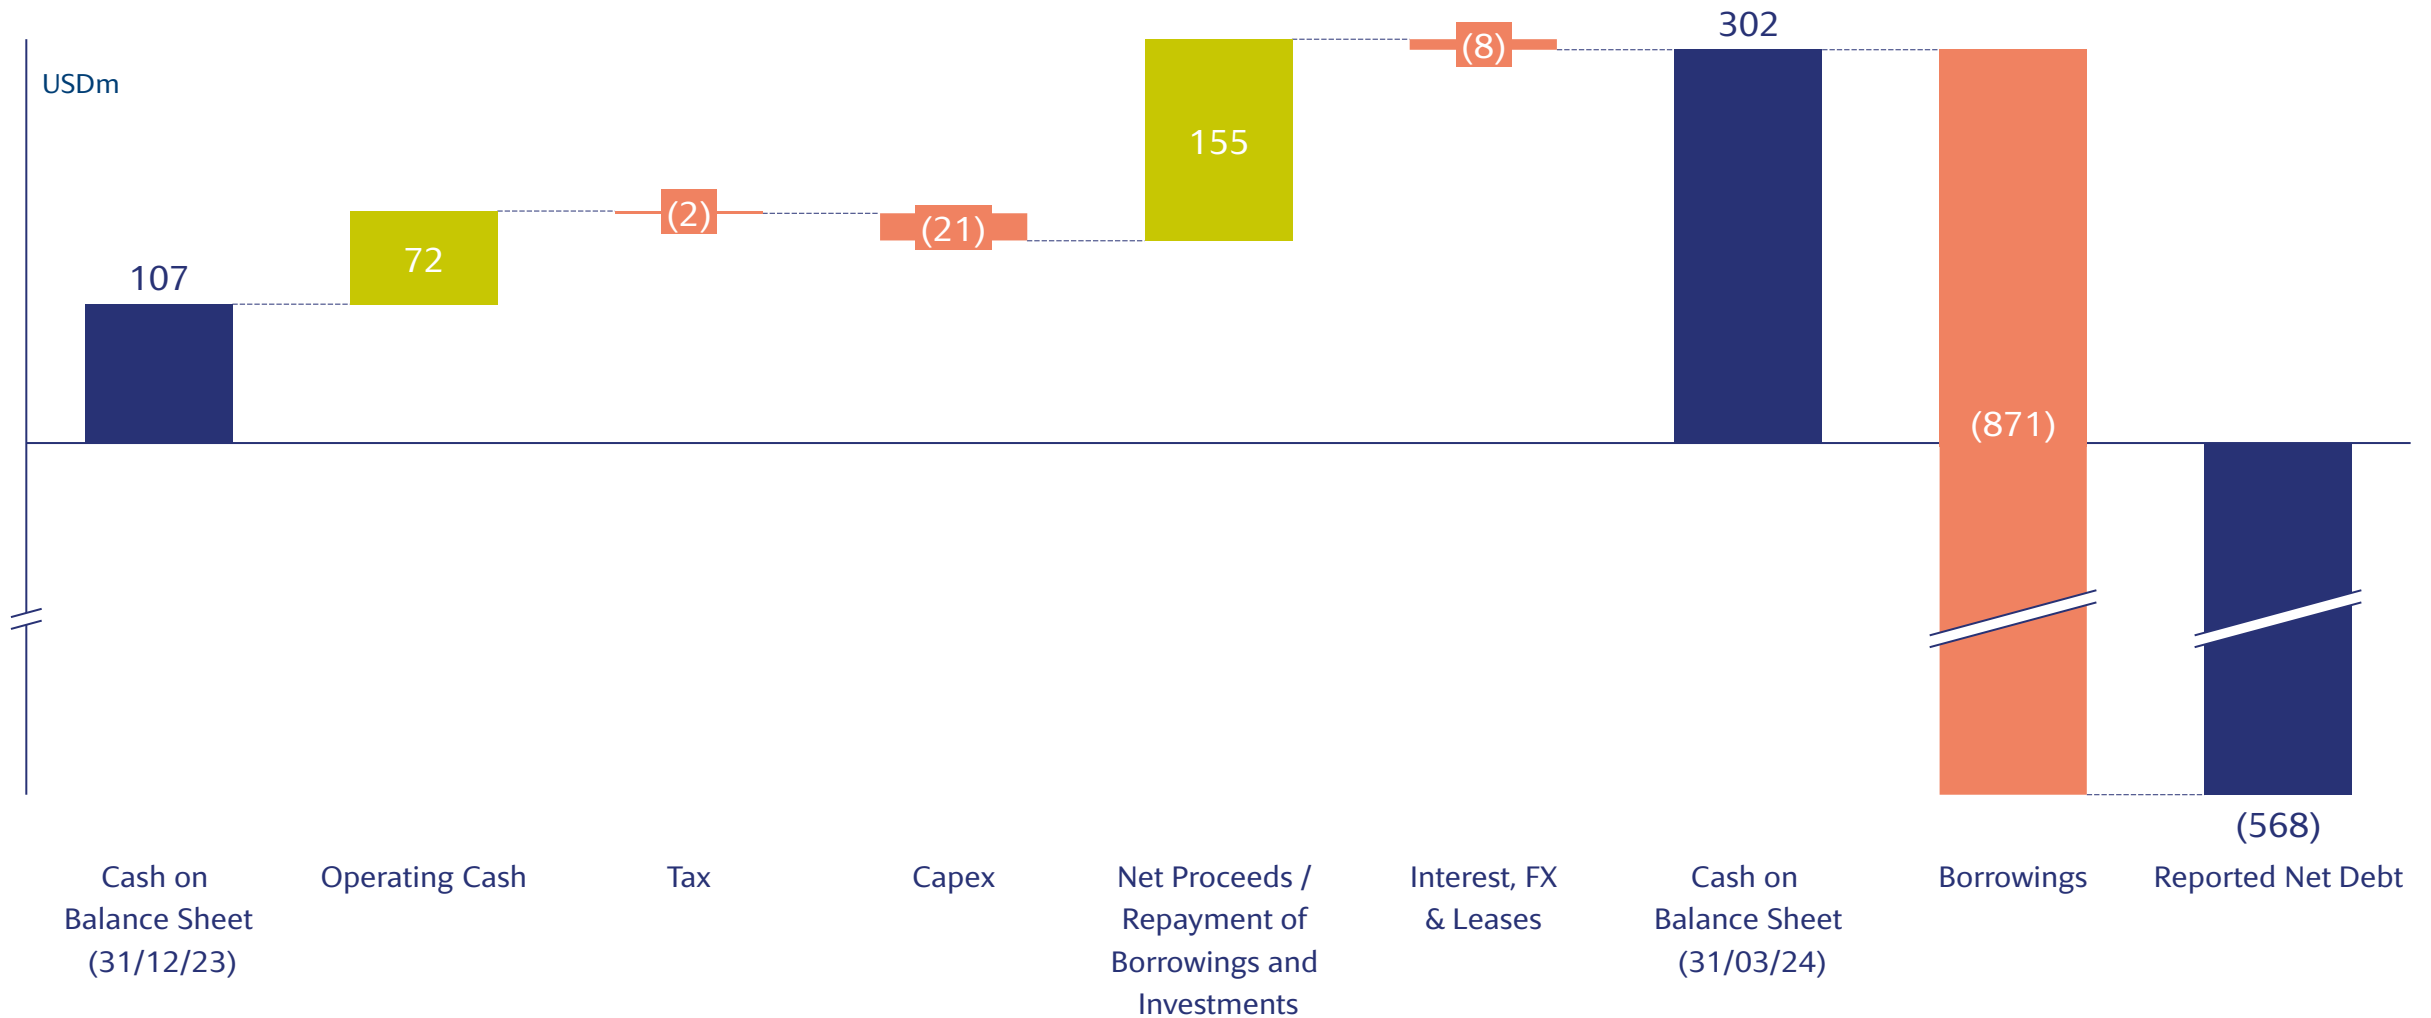 USDm
107
72
(2)
(21)
155
(8)
302
(871)
(568)
Cash on
Balance Sheet
(31/12/23)
Operating Cash
Tax
Capex
Net Proceeds /
Repayment of
Borrowings and
Investments
Interest, FX
& Leases
Cash on
Balance Sheet
(31/03/24)
Borrowings
Reported Net Debt